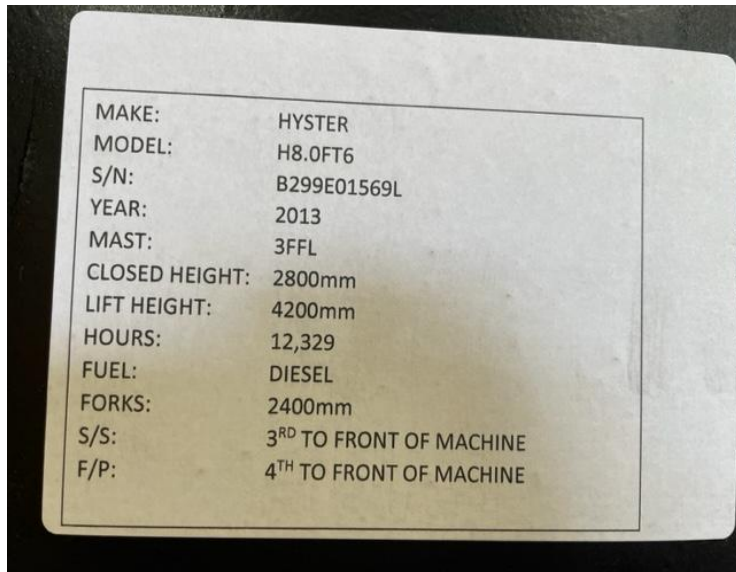 MAKE: HYSTER
MODEL: H8.0FT6
S/N: B299E01569L
YEAR: 2013
MAST: 3FFL
CLOSED HEIGHT: 2800mm
LIFT HEIGHT: 4200mm
HOURS: 12,329
FUEL: DIESEL
FORKS: 2400mm
S/S: 3RD TO FRONT OF MACHINE
F/P: 4TH TO FRONT OF MACHINE